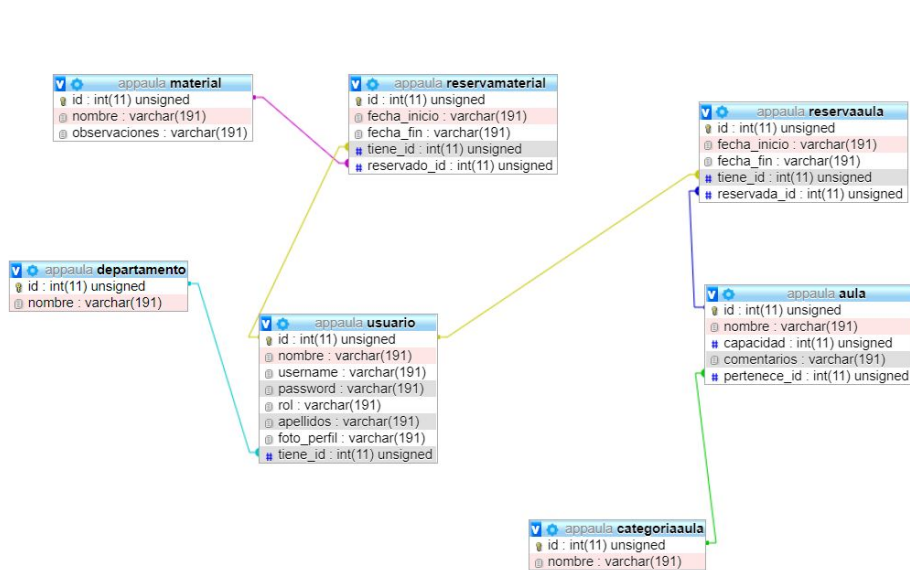 appaula material
id : int(11) unsigned
nombre : varchar(191)
observaciones : varchar(191)
appaula reservamaterial
id : int(11) unsigned
fecha_inicio : varchar(191)
fecha_fin : varchar(191)
tiene_id : int(11) unsigned
reservado_id : int(11) unsigned
appaula reservaaula
id : int(11) unsigned
fecha_inicio : varchar(191)
fecha_fin : varchar(191)
tiene_id : int(11) unsigned
reservada_id : int(11) unsigned
appaula departamento
id : int(11) unsigned
nombre : varchar(191)
appaula usuario
id : int(11) unsigned
nombre : varchar(191)
username : varchar(191)
password : varchar(191)
rol : varchar(191)
apellidos : varchar(191)
foto_perfil : varchar(191)
tiene_id : int(11) unsigned
appaula aula
id : int(11) unsigned
nombre : varchar(191)
capacidad : int(11) unsigned
comentarios : varchar(191)
pertenece_id : int(11) unsigned
appaula categoriaaula
id : int(11) unsigned
nombre : varchar(191)